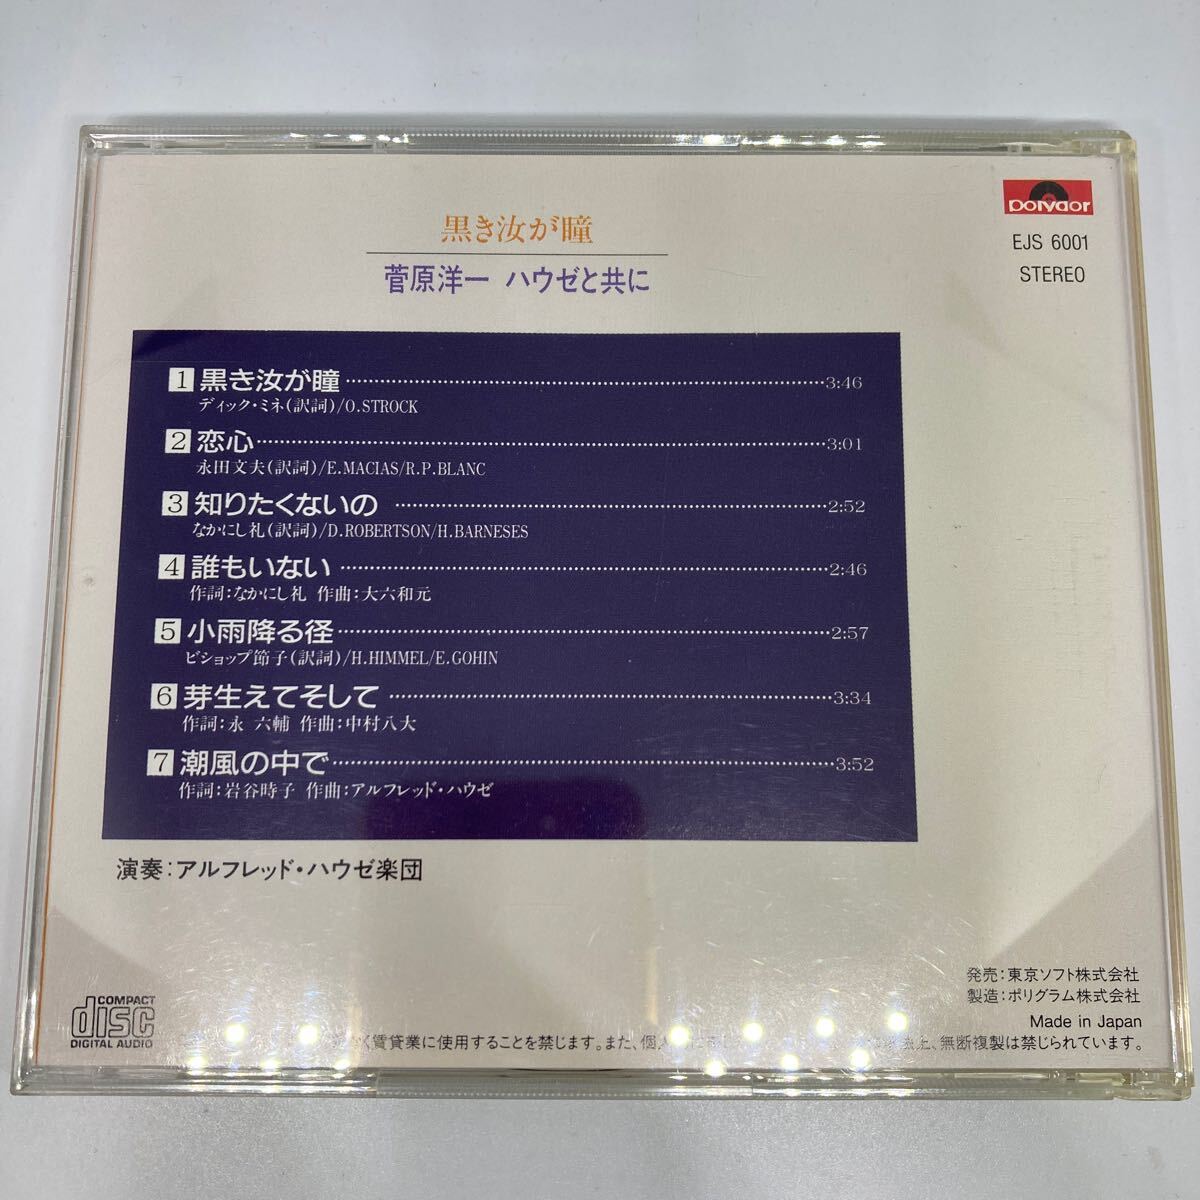 黒き汝が瞳
菅原洋一 ハウゼと共に
polydor
EJS 6001
STEREO
1 黒き汝が瞳 3:46
ディック・ミネ(訳詞)/O.STROCK
2 恋心 3:01
永田文夫(訳詞)/E.MACIAS/R.P.BLANC
3 知りたくないの 2:52
なかにし礼(訳詞)/D.ROBERTSON/H.BARNESES
4 誰もいない 2:46
作詞:なかにし礼 作曲:大六和元
5 小雨降る径 2:57
ビショップ節子(訳詞)/H.HIMMEL/E.GOHIN
6 芽生えてそして 3:34
作詞:永 六輔 作曲:中村八大
7 潮風の中で 3:52
作詞:岩谷時子 作曲:アルフレッド・ハウゼ
演奏:アルフレッド・ハウゼ楽団
発売:東京ソフト株式会社
製造:ポリグラム株式会社
Made in Japan
COMPACT
disc
DIGITAL AUDIO
く賃貸業に使用することを禁じます。また、個人 上、無断複製は禁じられています。